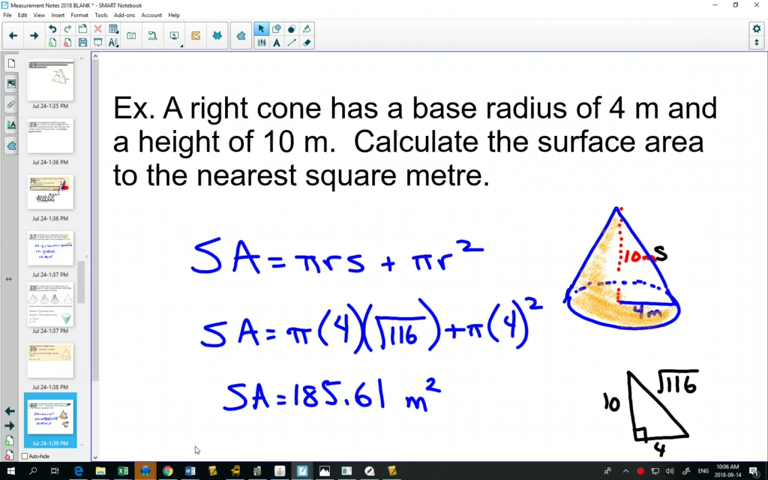 Measurement Notes 2018 BLANK * - SMART Notebook
File Edit View Insert Format Tools Add-ons Account Help
Jul 24-1:35 PM
Jul 24-1:36 PM
Jul 24-1:36 PM
Jul 24-1:37 PM
Jul 24-1:37 PM
Jul 24-1:38 PM
Jul 24-1:39 PM
Auto-hide
Ex. A right cone has a base radius of 4 m and
a height of 10 m. Calculate the surface area
to the nearest square metre.
SA = πrs + πr²
SA = π(4)(√116) + π(4)²
SA = 185.61 m²
10 m
s
4 m
10
√116
4
ENG
10:06 AM
2018-09-14